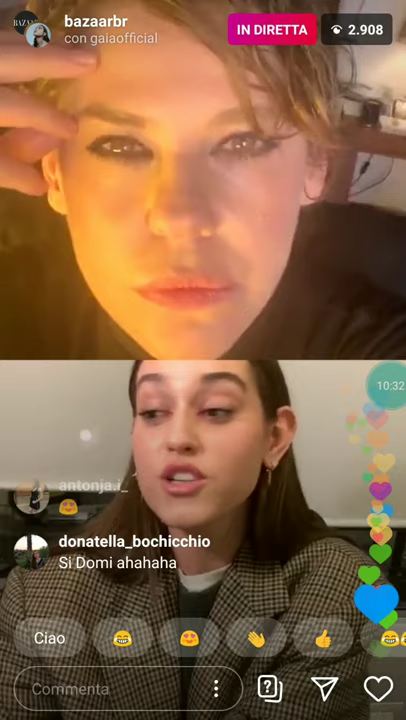 bazaarbr
con gaiaofficial
IN DIRETTA
2.908
10:32
antonja.i_
donatella_bochicchio
Si Domi ahahaha
Ciao
Commenta